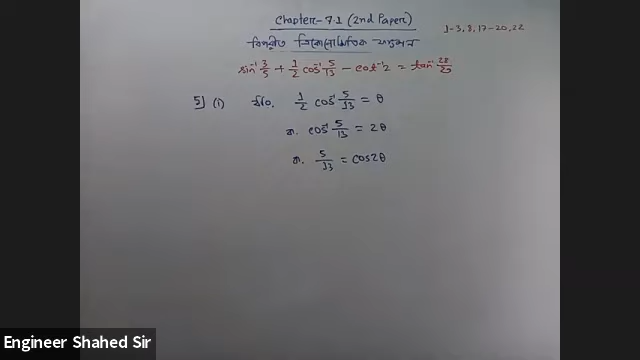 Chapter-7.1 (2nd Paper)
1-3, 8, 17-20, 22
বিপরীত ত্রিকোণোমিতিক ফাংশন
sin⁻¹ 3/5 + 1/2 cos⁻¹ 5/13 - cot⁻¹ 2 = tan⁻¹ 28/29
5] (i) ধরি, 1/2 cos⁻¹ 5/13 = θ
বা, cos⁻¹ 5/13 = 2θ
বা, 5/13 = cos2θ
Engineer Shahed Sir